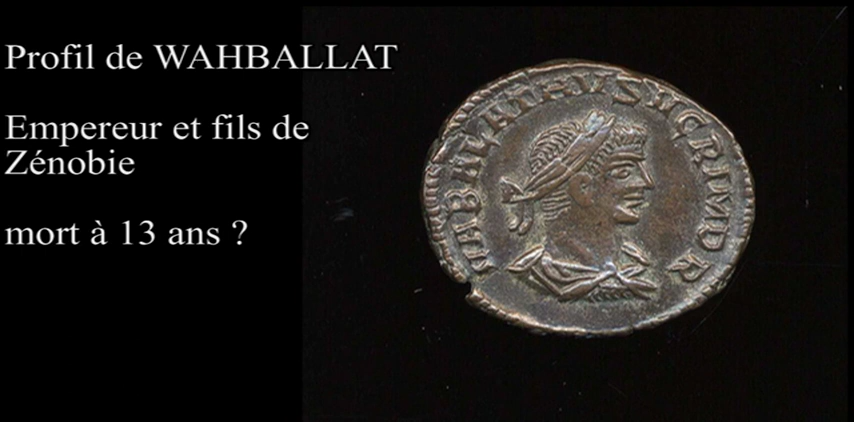 Profil de WAHBALLAT
Empereur et fils de
Zénobie
mort à 13 ans ?
VABALATHVSVCRIMDR